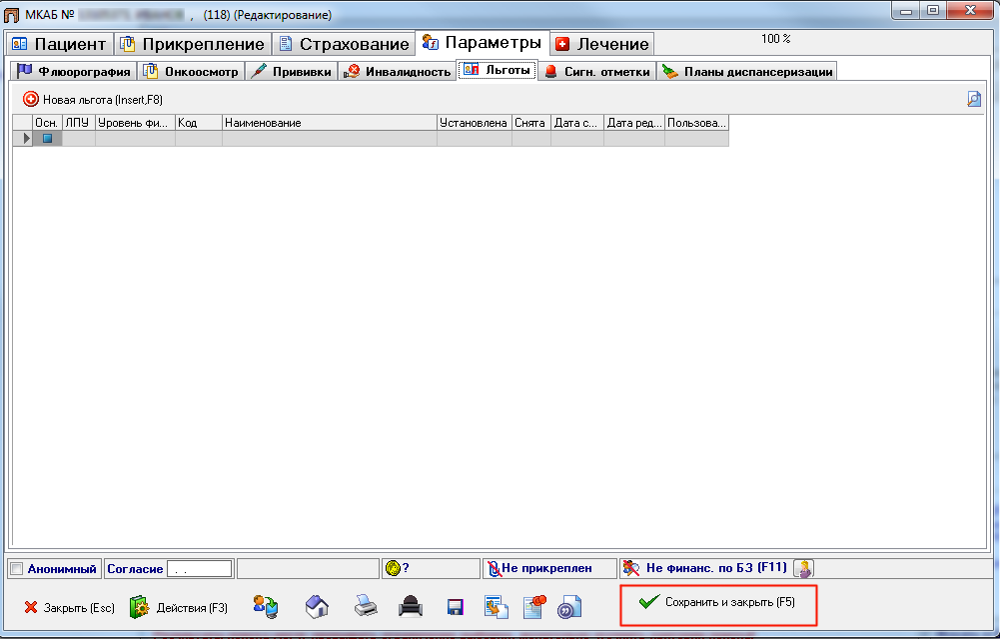 МКАБ № , (118) (Редактирование)
Пациент Прикрепление Страхование Параметры Лечение 100 %
Флюорография Онкоосмотр Прививки Инвалидность Льготы Сигн. отметки Планы диспансеризации
Новая льгота (Insert,F8)
Осн. ЛПУ Уровень фи... Код Наименование Установлена Снята Дата с... Дата ред... Пользова...
Анонимный Согласие . . ? Не прикреплен Не финанс. по БЗ (F11)
Закрыть (Esc) Действия (F3) Сохранить и закрыть (F5)